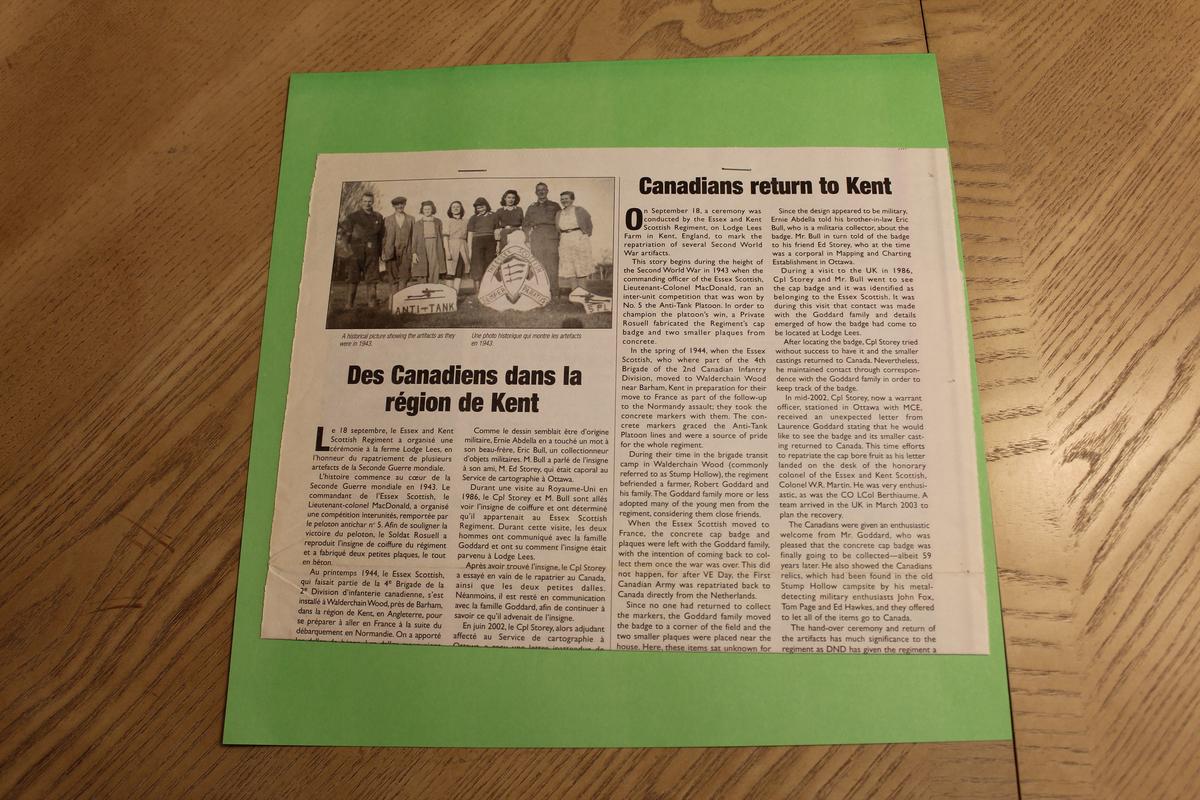 ANTI-TANK
A historical picture showing the artifacts as they
were in 1943.
Une photo historique qui montre les artefacts
en 1943.
Des Canadiens dans la
région de Kent
Le 18 septembre, le Essex and Kent
Scottish Regiment a organisé une
cérémonie à la ferme Lodge Lees, en
l'honneur du rapatriement de plusieurs
artefacts de la Seconde Guerre mondiale.
L'histoire commence au cœur de la
Seconde Guerre mondiale en 1943. Le
commandant de l'Essex Scottish, le
Lieutenant-colonel MacDonald, a organisé
une compétition interunités, remportée par
le peloton antichar nº 5. Afin de souligner la
victoire du peloton, le Soldat Rosuell a
reproduit l'insigne de coiffure du régiment
et a fabriqué deux petites plaques, le tout
en béton.
Au printemps 1944, le Essex Scottish,
qui faisait partie de la 4e Brigade de la
2e Division d'infanterie canadienne, s'est
installé à Walderchain Wood, près de Barham,
dans la région de Kent, en Angleterre, pour
se préparer à aller en France à la suite du
débarquement en Normandie. On a apporté
Comme le dessin semblait être d'origine
militaire, Ernie Abdella en a touché un mot à
son beau-frère, Eric Bull, un collectionneur
d'objets militaires. M. Bull a parlé de l'insigne
à son ami, M. Ed Storey, qui était caporal au
Service de cartographie à Ottawa.
Durant une visite au Royaume-Uni en
1986, le Cpl Storey et M. Bull sont allés
voir l'insigne de coiffure et ont déterminé
qu'il appartenait au Essex Scottish
Regiment. Durant cette visite, les deux
hommes ont communiqué avec la famille
Goddard et ont su comment l'insigne était
parvenu à Lodge Lees.
Après avoir trouvé l'insigne, le Cpl Storey
a essayé en vain de le rapatrier au Canada,
ainsi que les deux petites dalles.
Néanmoins, il est resté en communication
avec la famille Goddard, afin de continuer à
savoir ce qu'il advenait de l'insigne.
En juin 2002, le Cpl Storey, alors adjudant
affecté au Service de cartographie à
Canadians return to Kent
On September 18, a ceremony was
conducted by the Essex and Kent
Scottish Regiment, on Lodge Lees
Farm in Kent, England, to mark the
repatriation of several Second World
War artifacts.
This story begins during the height of
the Second World War in 1943 when the
commanding officer of the Essex Scottish,
Lieutenant-Colonel MacDonald, ran an
inter-unit competition that was won by
No. 5 the Anti-Tank Platoon. In order to
champion the platoon's win, a Private
Rosuell fabricated the Regiment's cap
badge and two smaller plaques from
concrete.
In the spring of 1944, when the Essex
Scottish, who where part of the 4th
Brigade of the 2nd Canadian Infantry
Division, moved to Walderchain Wood
near Barham, Kent in preparation for their
move to France as part of the follow-up
to the Normandy assault; they took the
concrete markers with them. The con-
crete markers graced the Anti-Tank
Platoon lines and were a source of pride
for the whole regiment.
During their time in the brigade transit
camp in Walderchain Wood (commonly
referred to as Stump Hollow), the regiment
befriended a farmer, Robert Goddard and
his family. The Goddard family more or less
adopted many of the young men from the
regiment, considering them close friends.
When the Essex Scottish moved to
France, the concrete cap badge and
plaques were left with the Goddard family,
with the intention of coming back to col-
lect them once the war was over. This did
not happen, for after VE Day, the First
Canadian Army was repatriated back to
Canada directly from the Netherlands.
Since no one had returned to collect
the markers, the Goddard family moved
the badge to a corner of the field and the
two smaller plaques were placed near the
house. Here, these items sat unknown for
Since the design appeared to be military,
Ernie Abdella told his brother-in-law Eric
Bull, who is a militaria collector, about the
badge. Mr. Bull in turn told of the badge
to his friend Ed Storey, who at the time
was a corporal in Mapping and Charting
Establishment in Ottawa.
During a visit to the UK in 1986,
Cpl Storey and Mr. Bull went to see
the cap badge and it was identified as
belonging to the Essex Scottish. It was
during this visit that contact was made
with the Goddard family and details
emerged of how the badge had come to
be located at Lodge Lees.
After locating the badge, Cpl Storey tried
without success to have it and the smaller
castings returned to Canada. Nevertheless,
he maintained contact through correspon-
dence with the Goddard family in order to
keep track of the badge.
In mid-2002, Cpl Storey, now a warrant
officer, stationed in Ottawa with MCE,
received an unexpected letter from
Laurence Goddard stating that he would
like to see the badge and its smaller cast-
ing returned to Canada. This time efforts
to repatriate the cap bore fruit as his letter
landed on the desk of the honorary
colonel of the Essex and Kent Scottish,
Colonel W.R. Martin. He was very enthusi-
astic, as was the CO LCol Berthiaume. A
team arrived in the UK in March 2003 to
plan the recovery.
The Canadians were given an enthusiastic
welcome from Mr. Goddard, who was
pleased that the concrete cap badge was
finally going to be collected—albeit 59
years later. He also showed the Canadians
relics, which had been found in the old
Stump Hollow campsite by his metal-
detecting military enthusiasts John Fox,
Tom Page and Ed Hawkes, and they offered
to let all of the items go to Canada.
The hand-over ceremony and return of
the artifacts has much significance to the
regiment as DND has given the regiment a